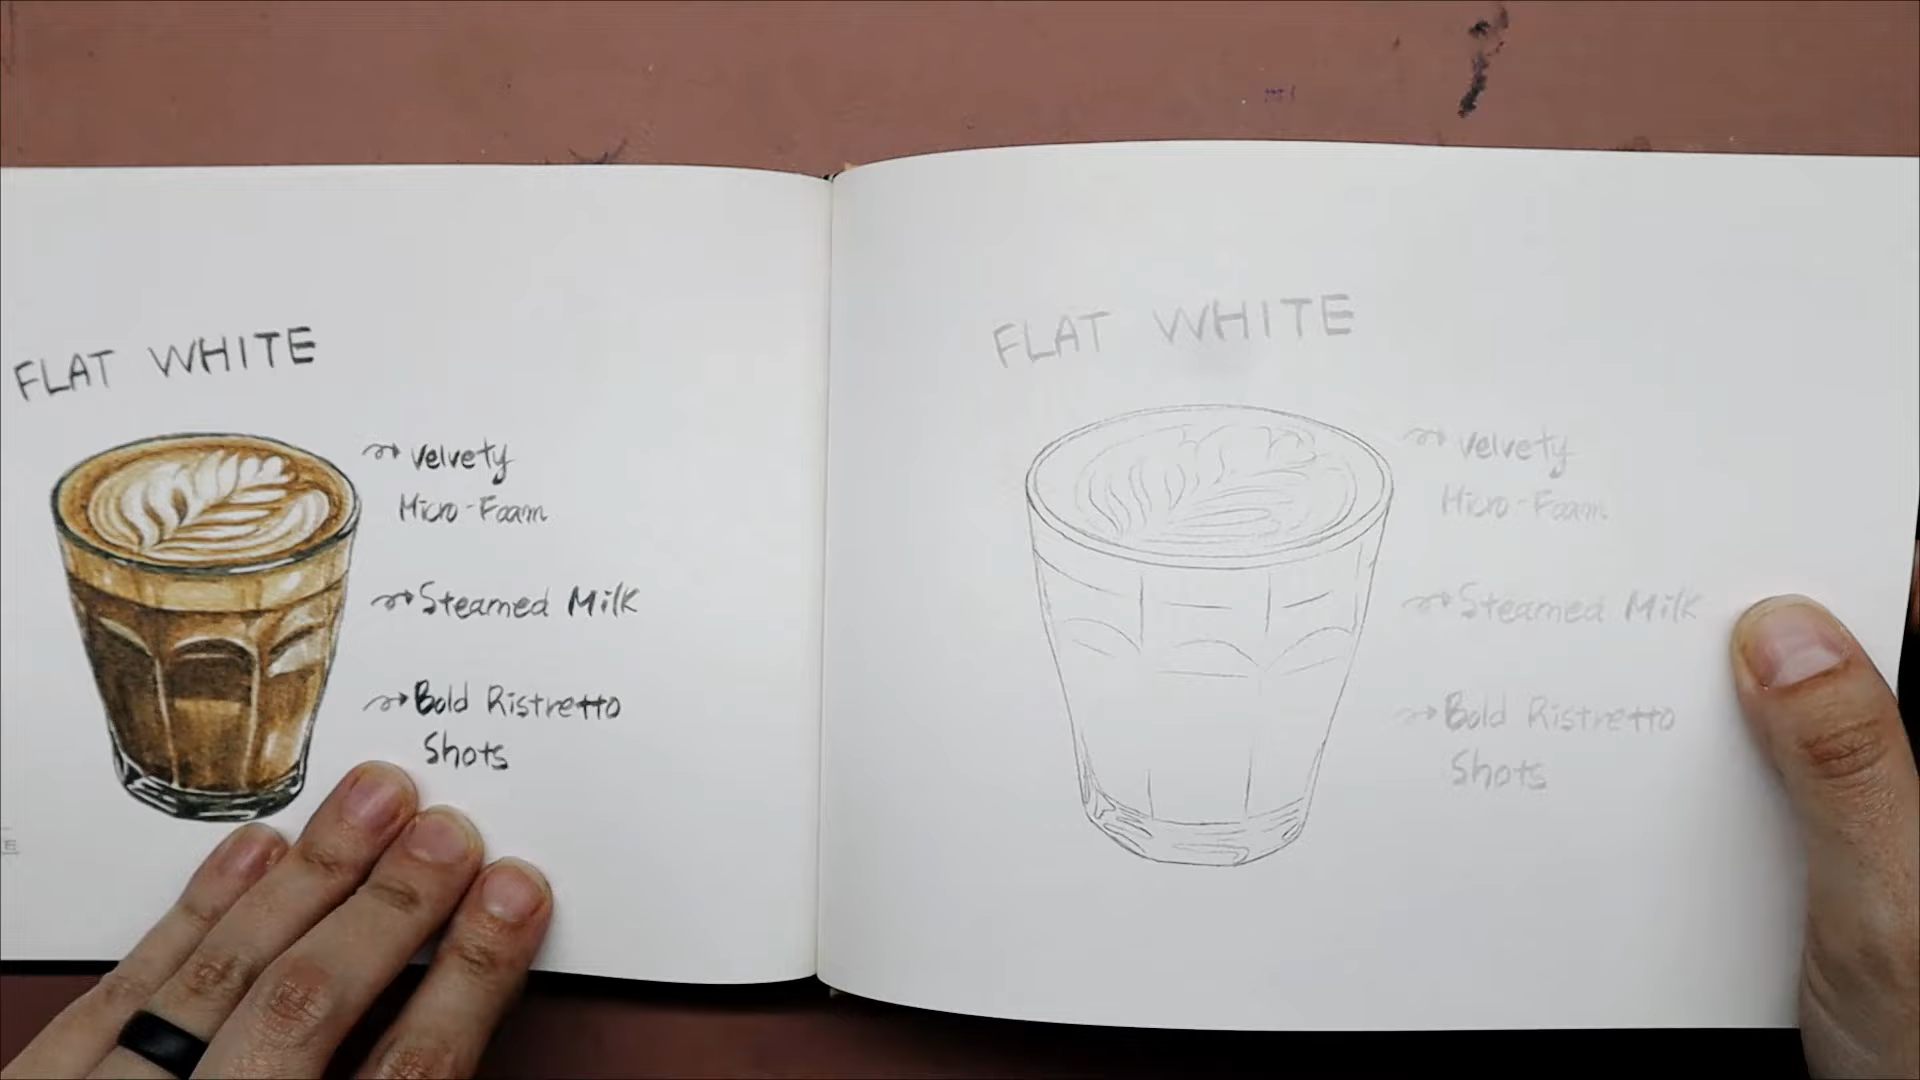 FLAT WHITE
velvety
Micro-Foam
Steamed Milk
Bold Ristretto
Shots
FLAT WHITE
velvety
Micro-Foam
Steamed Milk
Bold Ristretto
Shots